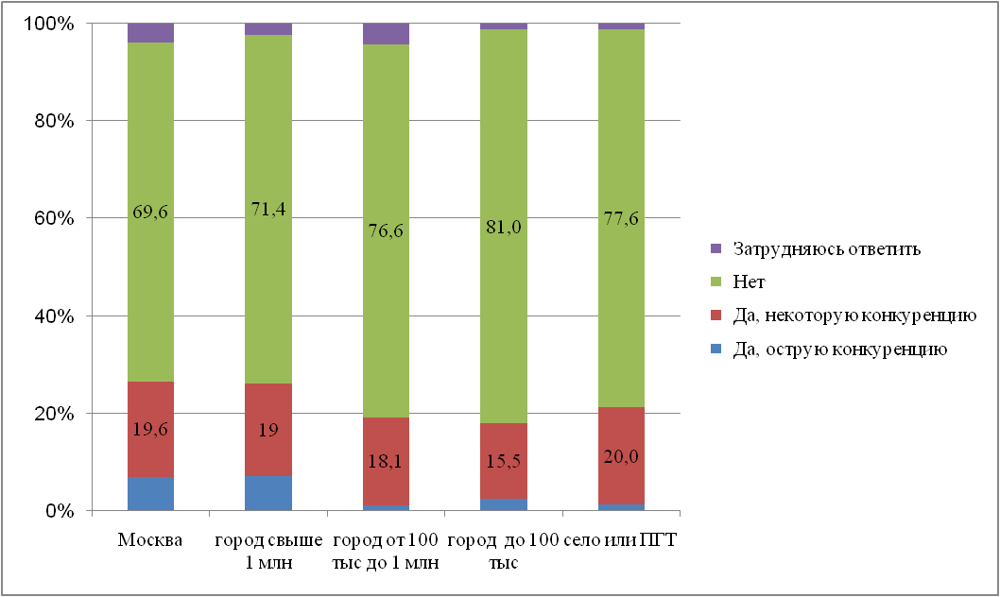 100%
80%
60%
40%
20%
0%
69,6
71,4
76,6
81,0
77,6
19,6
19
18,1
15,5
20,0
Москва
город свыше
1 млн
город от 100
тыс до 1 млн
город до 100
тыс
село или ПГТ
Затрудняюсь ответить
Нет
Да, некоторую конкуренцию
Да, острую конкуренцию